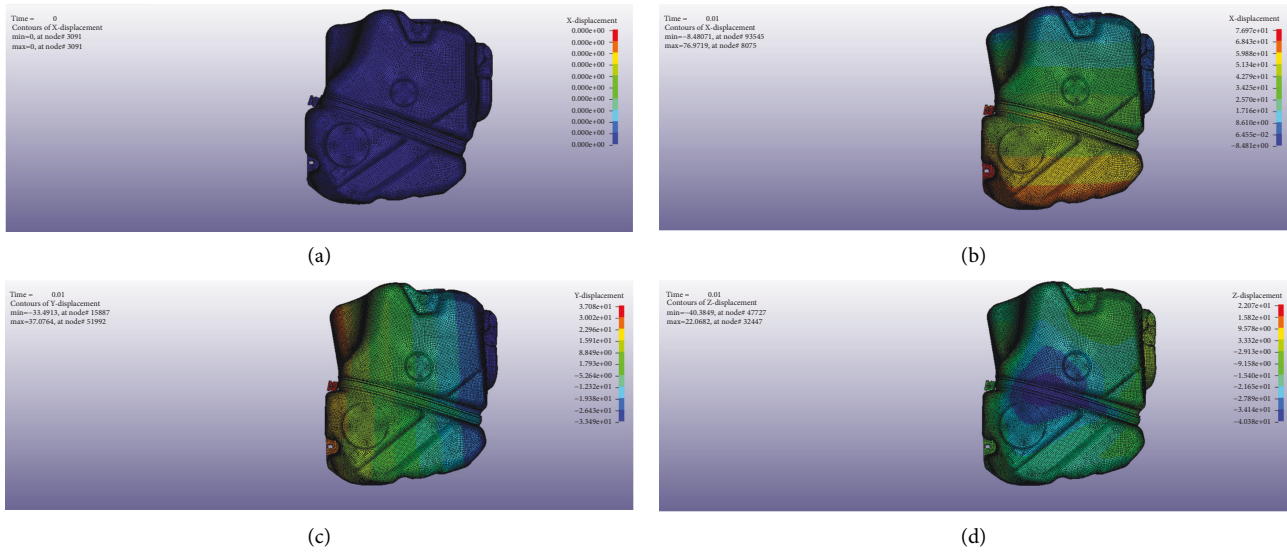 Time = 0
Contours of X-displacement
min=0, at node# 3091
max=0, at node# 3091
X-displacement
0.000e+00
0.000e+00
0.000e+00
0.000e+00
0.000e+00
0.000e+00
0.000e+00
0.000e+00
0.000e+00
0.000e+00
0.000e+00
(a)
Time = 0.01
Contours of X-displacement
min=−8.48071, at node# 93545
max=76.9719, at node# 8075
X-displacement
7.697e+01
6.843e+01
5.988e+01
5.134e+01
4.279e+01
3.425e+01
2.570e+01
1.716e+01
8.610e+00
6.455e−02
−8.481e+00
(b)
Time = 0.01
Contours of Y-displacement
min=−33.4913, at node# 15887
max=37.0764, at node# 51992
Y-displacement
3.708e+01
3.002e+01
2.296e+01
1.591e+01
8.849e+00
1.793e+00
−5.264e+00
−1.232e+01
−1.938e+01
−2.643e+01
−3.349e+01
(c)
Time = 0.01
Contours of Z-displacement
min=−40.3849, at node# 47727
max=22.0682, at node# 32447
Z-displacement
2.207e+01
1.582e+01
9.578e+00
3.332e+00
−2.913e+00
−9.158e+00
−1.540e+01
−2.165e+01
−2.789e+01
−3.414e+01
−4.038e+01
(d)